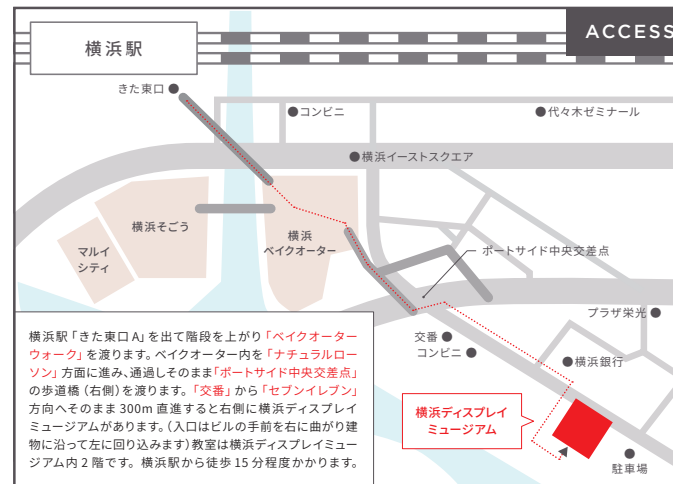 ACCESS
横浜駅
きた東口
コンビニ
代々木ゼミナール
横浜イーストスクエア
横浜そごう
横浜
ベイクオーター
マルイ
シティ
ポートサイド中央交差点
プラザ栄光
交番
コンビニ
横浜銀行
横浜ディスプレイ
ミュージアム
駐車場
横浜駅「きた東口A」を出て階段を上がり「ベイクオーター
ウォーク」を渡ります。ベイクオーター内を「ナチュラルロー
ソン」方面に進み、通過しそのまま「ポートサイド中央交差点」
の歩道橋(右側)を渡ります。「交番」から「セブンイレブン」
方向へそのまま300m直進すると右側に横浜ディスプレイ
ミュージアムがあります。(入口はビルの手前を右に曲がり建
物に沿って左に回り込みます)教室は横浜ディスプレイミュー
ジアム内2階です。横浜駅から徒歩15分程度かかります。